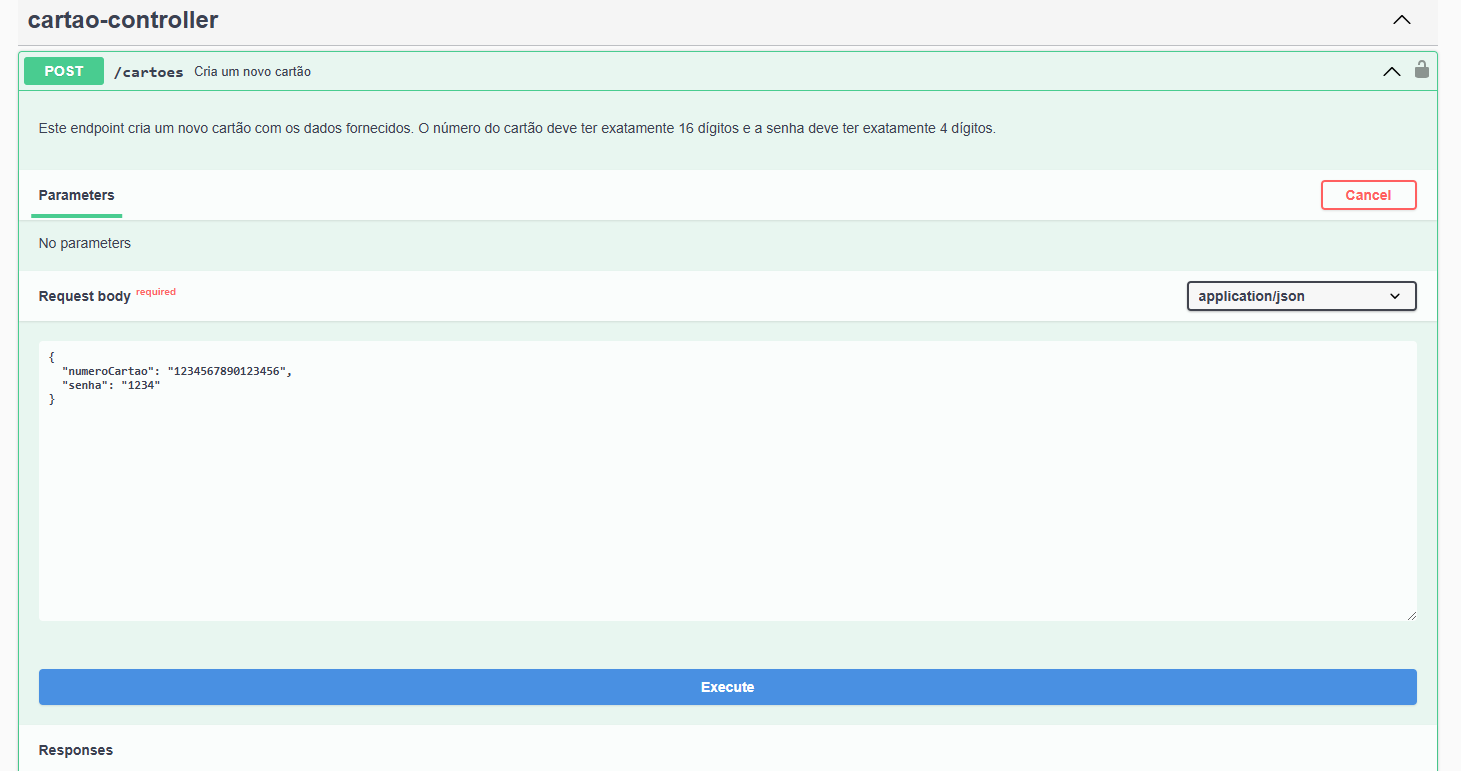 cartao-controller
POST /cartoes Cria um novo cartão
Este endpoint cria um novo cartão com os dados fornecidos. O número do cartão deve ter exatamente 16 dígitos e a senha deve ter exatamente 4 dígitos.
Parameters Cancel
No parameters
Request body required application/json
{
"numeroCartao": "1234567890123456",
"senha": "1234"
}
Execute
Responses